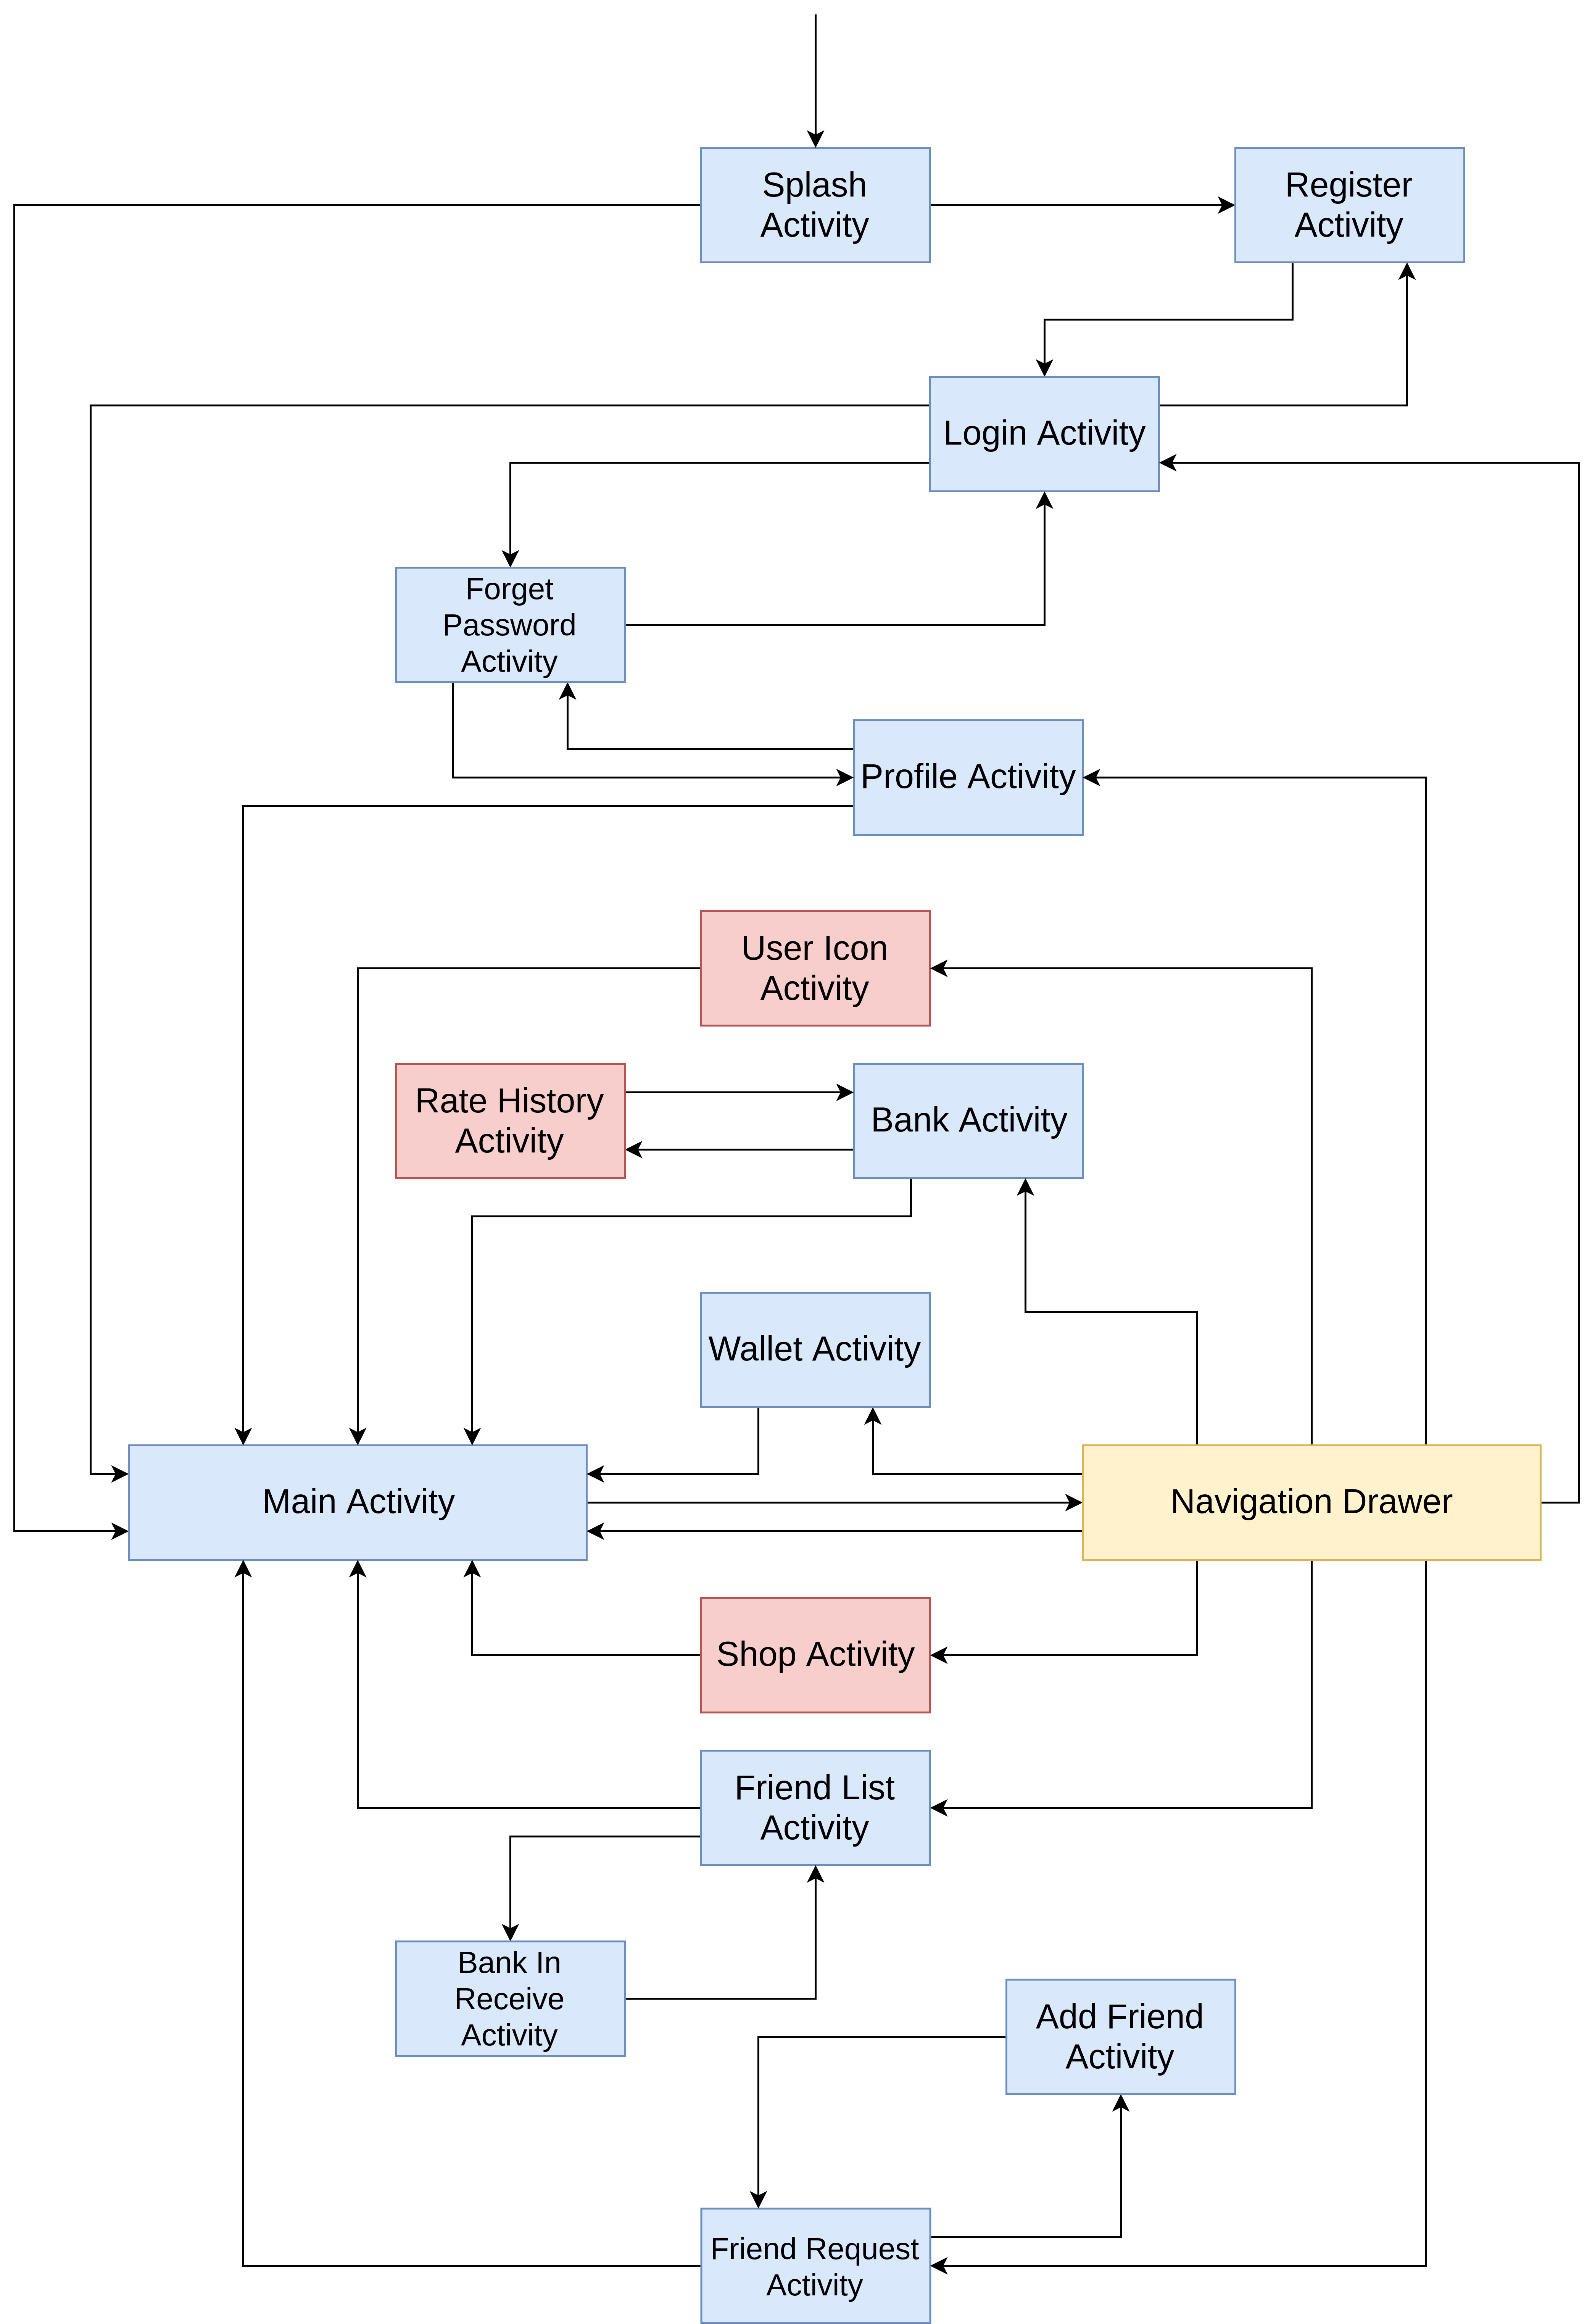 Splash
Activity
Register
Activity
Login Activity
Forget
Password
Activity
Profile Activity
User Icon
Activity
Rate History
Activity
Bank Activity
Wallet Activity
Main Activity
Navigation Drawer
Shop Activity
Friend List
Activity
Bank In
Receive
Activity
Add Friend
Activity
Friend Request
Activity